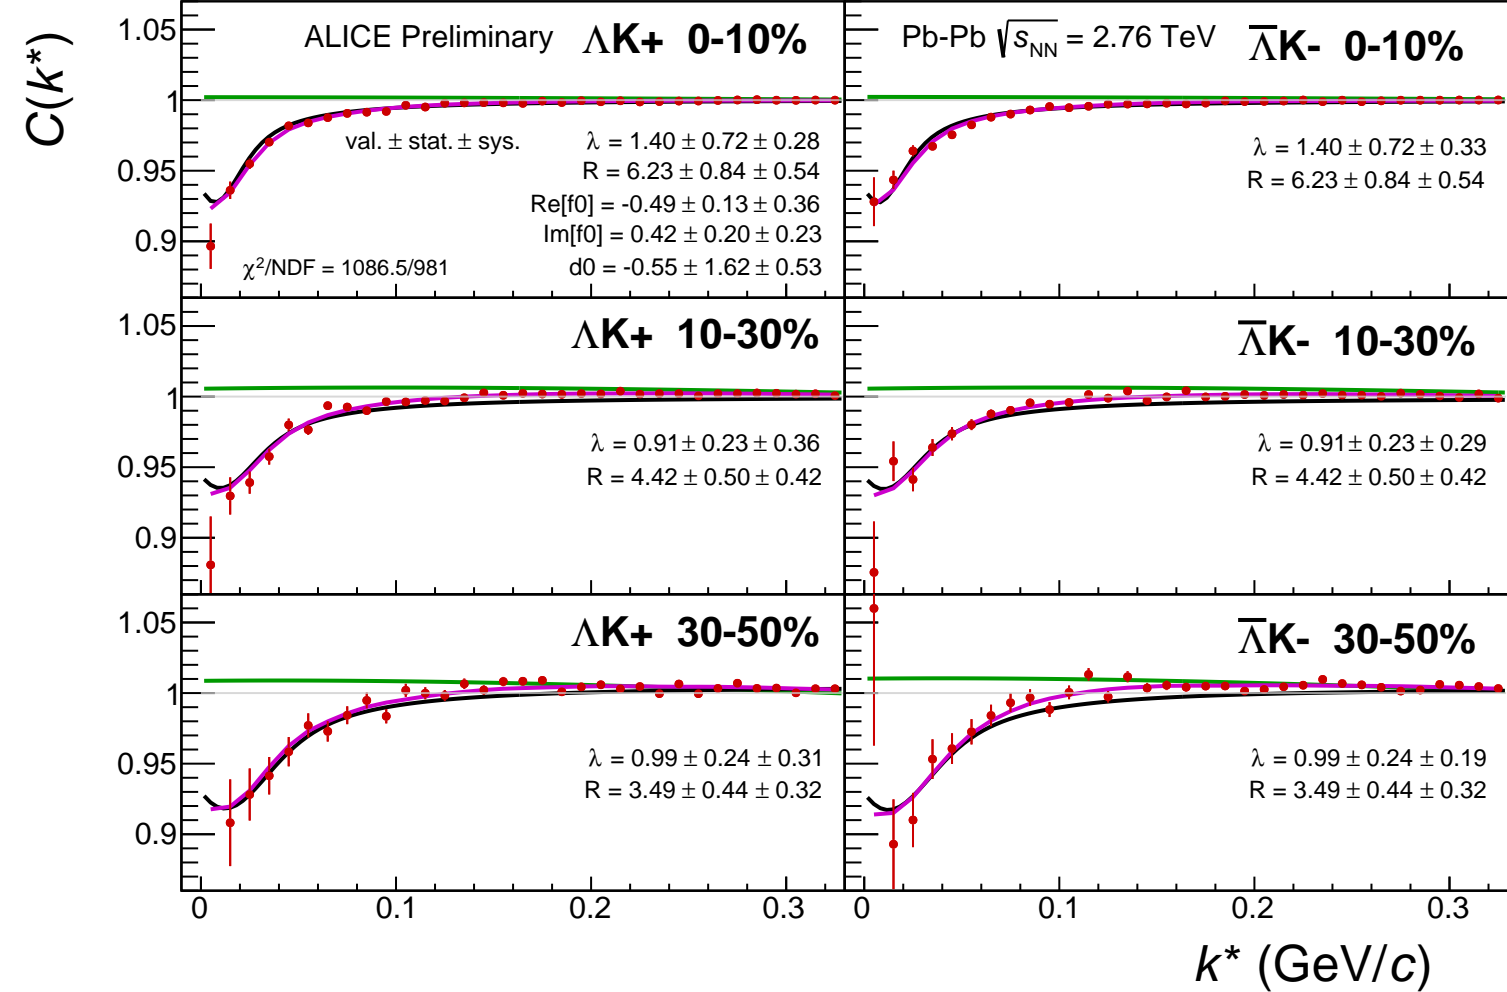 C(k*)
ALICE Preliminary ΛK+ 0-10%
val. ± stat. ± sys.
λ = 1.40 ± 0.72 ± 0.28
R = 6.23 ± 0.84 ± 0.54
Re[f0] = -0.49 ± 0.13 ± 0.36
Im[f0] = 0.42 ± 0.20 ± 0.23
χ²/NDF = 1086.5/981
d0 = -0.55 ± 1.62 ± 0.53
1.05
1
0.95
0.9
Pb-Pb √sNN = 2.76 TeV Λ̅K- 0-10%
λ = 1.40 ± 0.72 ± 0.33
R = 6.23 ± 0.84 ± 0.54
ΛK+ 10-30%
λ = 0.91 ± 0.23 ± 0.36
R = 4.42 ± 0.50 ± 0.42
1.05
1
0.95
0.9
Λ̅K- 10-30%
λ = 0.91 ± 0.23 ± 0.29
R = 4.42 ± 0.50 ± 0.42
ΛK+ 30-50%
λ = 0.99 ± 0.24 ± 0.31
R = 3.49 ± 0.44 ± 0.32
1.05
1
0.95
0.9
Λ̅K- 30-50%
λ = 0.99 ± 0.24 ± 0.19
R = 3.49 ± 0.44 ± 0.32
0 0.1 0.2 0.3 0 0.1 0.2 0.3
k* (GeV/c)